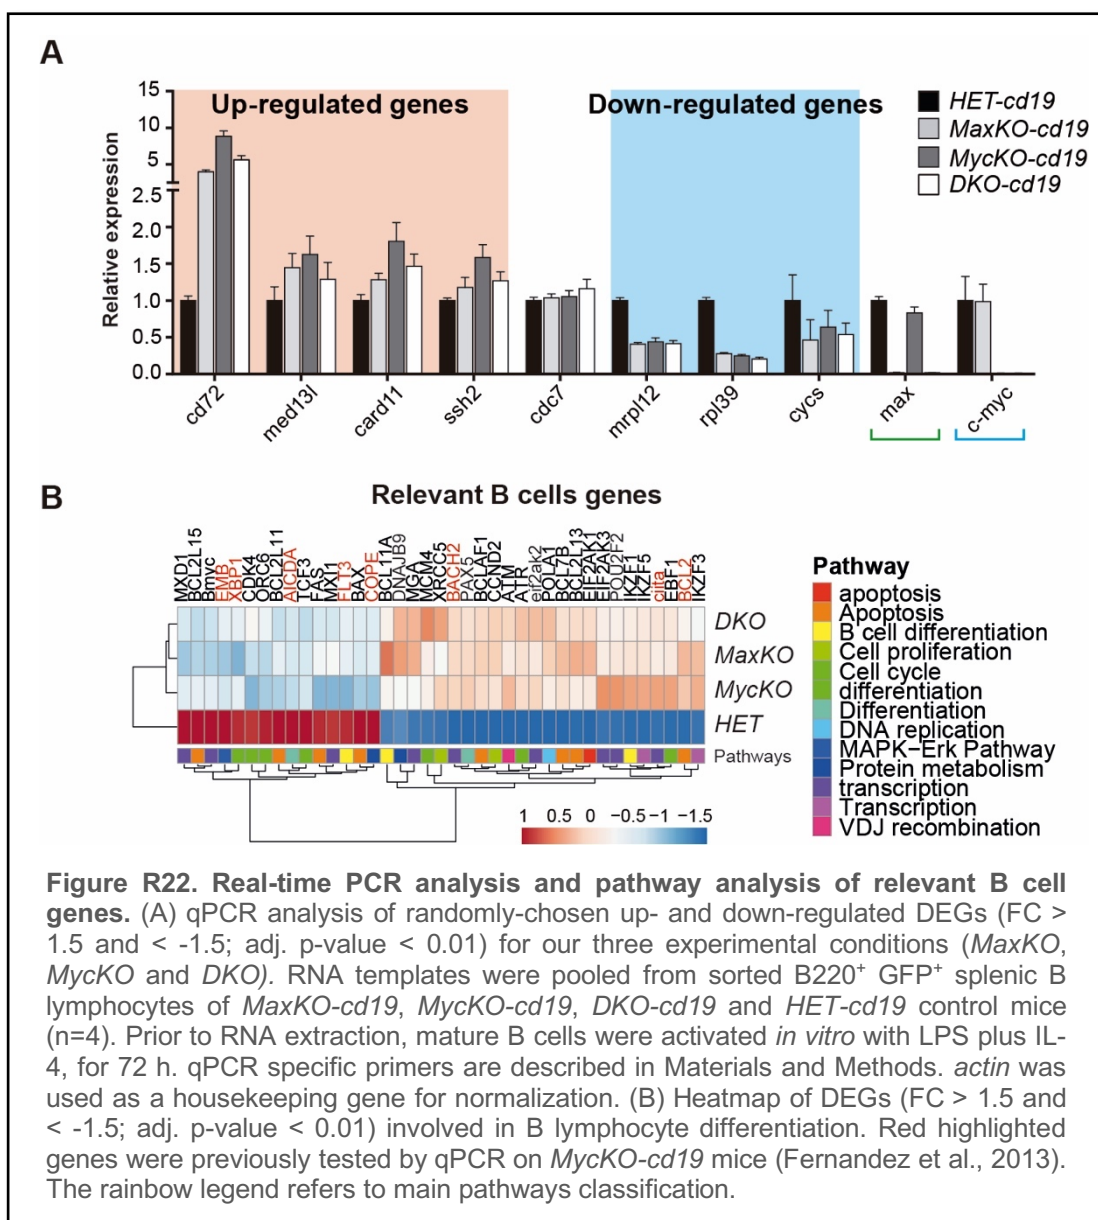 A
Up-regulated genes
Down-regulated genes
HET-cd19
MaxKO-cd19
MycKO-cd19
DKO-cd19
Relative expression
15
10
5
2.5
2.0
1.5
1.0
0.5
0.0
cd72
med13l
card11
ssh2
cdc7
mrpl12
rpl39
cycs
max
c-myc
B
Relevant B cells genes
MXD1
BCL2L15
Bmyc
EMB
XBP1
CDK4
ORC6
BCL2L11
AICDA
TCF3
FAS
MXI1
FLT3
BAX
COPE
BCL11A
DNAJB9
MGA
MCM4
XRCC5
BACH2
PAX5
BCLAF1
CCND2
ATM
ATR
eif2ak2
POLA1
BCL7B
BCL2L13
EIF2AK1
EIF2AK3
POU2F2
IKZF1
IKZF5
ciita
EBF1
BCL2
IKZF3
DKO
MaxKO
MycKO
HET
Pathways
1 0.5 0 −0.5 −1 −1.5
Pathway
apoptosis
Apoptosis
B cell differentiation
Cell proliferation
Cell cycle
differentiation
Differentiation
DNA replication
MAPK−Erk Pathway
Protein metabolism
transcription
Transcription
VDJ recombination
Figure R22. Real-time PCR analysis and pathway analysis of relevant B cell
genes. (A) qPCR analysis of randomly-chosen up- and down-regulated DEGs (FC >
1.5 and < -1.5; adj. p-value < 0.01) for our three experimental conditions (MaxKO,
MycKO and DKO). RNA templates were pooled from sorted B220⁺ GFP⁺ splenic B
lymphocytes of MaxKO-cd19, MycKO-cd19, DKO-cd19 and HET-cd19 control mice
(n=4). Prior to RNA extraction, mature B cells were activated in vitro with LPS plus IL-
4, for 72 h. qPCR specific primers are described in Materials and Methods. actin was
used as a housekeeping gene for normalization. (B) Heatmap of DEGs (FC > 1.5 and
< -1.5; adj. p-value < 0.01) involved in B lymphocyte differentiation. Red highlighted
genes were previously tested by qPCR on MycKO-cd19 mice (Fernandez et al., 2013).
The rainbow legend refers to main pathways classification.